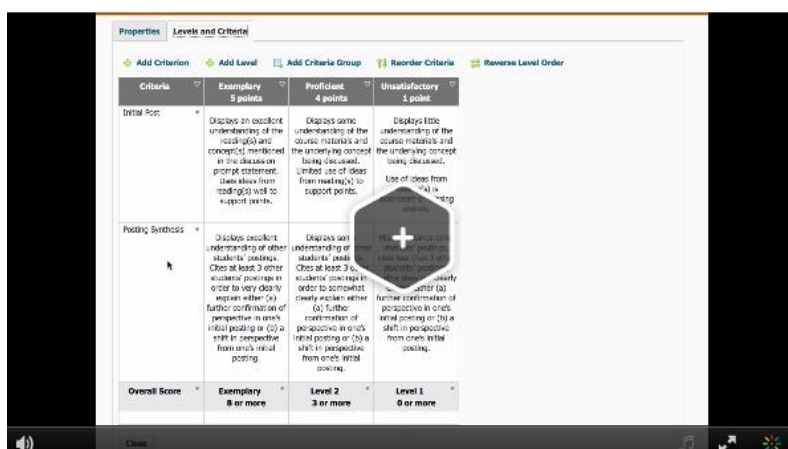 Properties Levels and Criteria
Add Criterion Add Level Add Criteria Group Reorder Criteria Reverse Level Order
Criteria
Exemplary
5 points
Proficient
4 points
Unsatisfactory
1 point
Initial Post
Displays an excellent
understanding of the
reading(s) and
concept(s) mentioned
in the discussion
prompt statement.
Uses ideas from
reading(s) well to
support points.
Displays some
understanding of the
course materials and
the underlying concept
being discussed.
Limited use of ideas
from reading(s) to
support points.
Displays little
understanding of the
course materials and
the underlying concept
being discussed.
Use of ideas from
is
Posting Synthesis
Displays excellent
understanding of other
students' postings.
Cites at least 3 other
students' postings in
order to very clearly
explain either (a)
further confirmation of
perspective in one's
initial posting or (b) a
shift in perspective
from one's initial
posting.
Displays
understanding of
students'
Cites at least 3
students' postings in
order to somewhat
clearly explain either
(a) further
confirmation of
perspective in one's
initial posting or (b) a
shift in perspective
from one's initial
posting.
(a)
further confirmation of
perspective in one's
initial posting or (b) a
shift in perspective
from one's initial
posting.
Overall Score
Exemplary
8 or more
Level 2
3 or more
Level 1
0 or more
Close